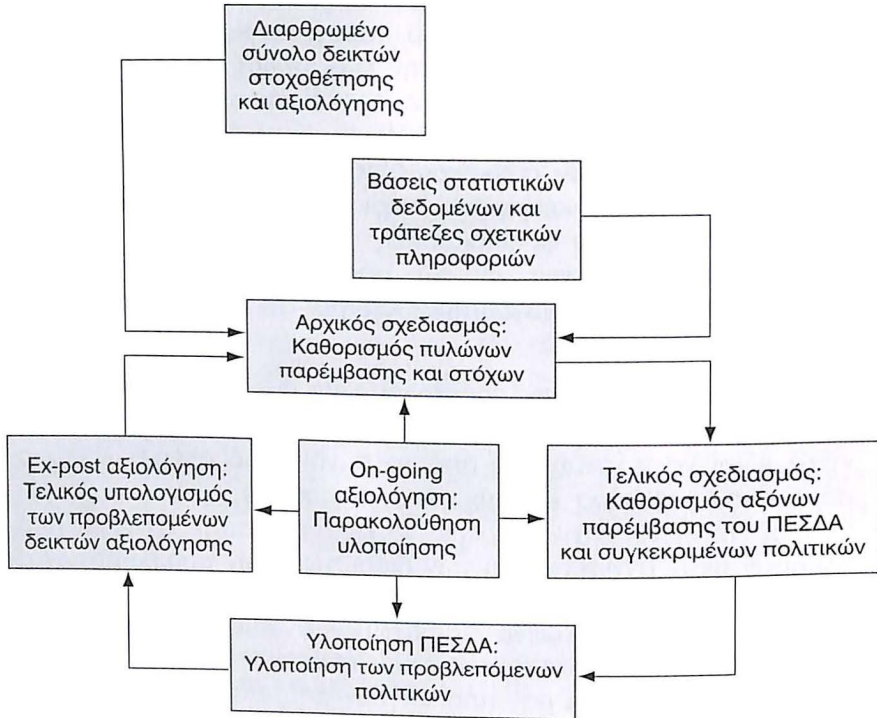 Διαρθρωμένο
σύνολο δεικτών
στοχοθέτησης
και αξιολόγησης
Βάσεις στατιστικών
δεδομένων και
τράπεζες σχετικών
πληροφοριών
Αρχικός σχεδιασμός:
Καθορισμός πυλώνων
παρέμβασης και στόχων
Ex-post αξιολόγηση:
Τελικός υπολογισμός
των προβλεπομένων
δεικτών αξιολόγησης
On-going
αξιολόγηση:
Παρακολούθηση
υλοποίησης
Τελικός σχεδιασμός:
Καθορισμός αξόνων
παρέμβασης του ΠΕΣΔΑ
και συγκεκριμένων πολιτικών
Υλοποίηση ΠΕΣΔΑ:
Υλοποίηση των προβλεπόμενων
πολιτικών